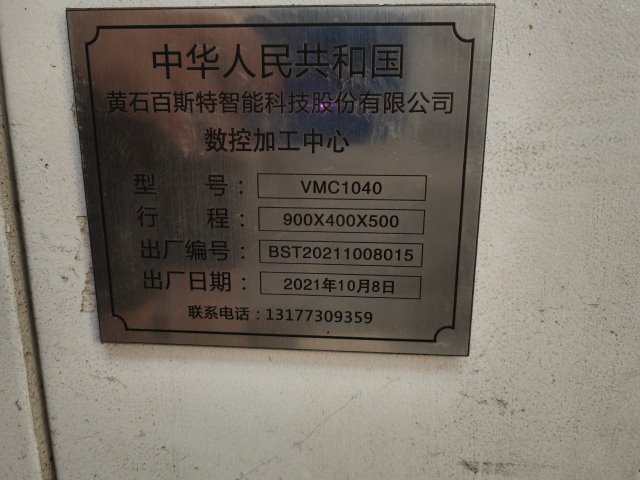 中华人民共和国
黄石百斯特智能科技股份有限公司
数控加工中心
型 号： VMC1040
行 程： 900X400X500
出厂编号： BST20211008015
出厂日期： 2021年10月8日
联系电话：13177309359